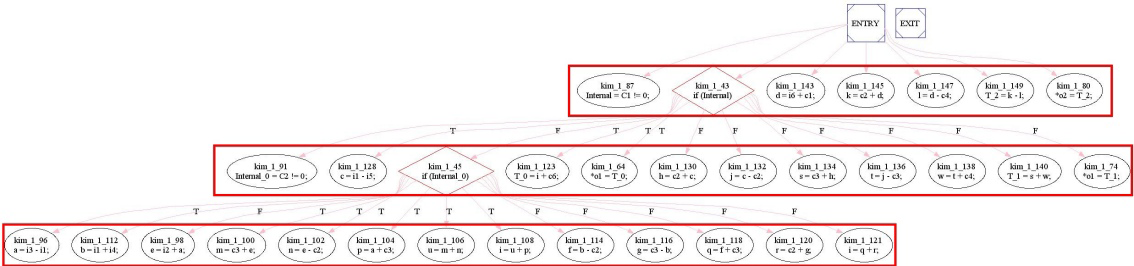 ENTRY
EXIT
kim_1_87
Internal = C1 != 0;
kim_1_43
if (Internal)
kim_1_143
d = i6 + c1;
kim_1_145
k = c2 + d;
kim_1_147
l = d - c4;
kim_1_149
T_2 = k - l;
kim_1_80
*o2 = T_2;
T F T T T F F F F F F F
kim_1_91
Internal_0 = C2 != 0;
kim_1_128
c = i1 - i5;
kim_1_45
if (Internal_0)
kim_1_123
T_0 = i + c6;
kim_1_64
*o1 = T_0;
kim_1_130
h = c2 + c;
kim_1_132
j = c - c2;
kim_1_134
s = c3 + h;
kim_1_136
t = j - c3;
kim_1_138
w = t + c4;
kim_1_140
T_1 = s + w;
kim_1_74
*o1 = T_1;
T F T T T T T T F F F F F
kim_1_96
a = i3 - i1;
kim_1_112
b = i1 + i4;
kim_1_98
e = i2 + a;
kim_1_100
m = c3 + e;
kim_1_102
n = e - c2;
kim_1_104
p = a + c3;
kim_1_106
u = m + n;
kim_1_108
i = u + p;
kim_1_114
f = b - c2;
kim_1_116
g = c3 - b;
kim_1_118
q = f + c3;
kim_1_120
r = c2 + g;
kim_1_121
i = q + r;